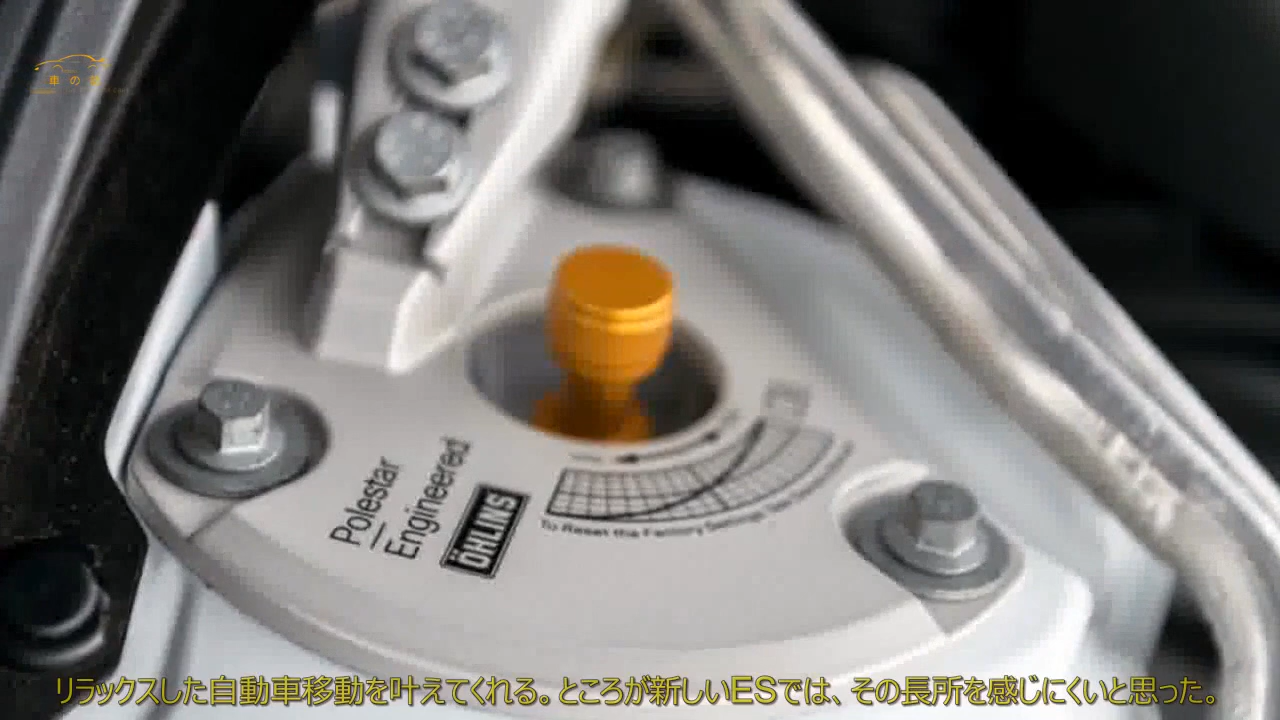 車の
Polestar
Engineered
ÖHLINS
To Reset the Factory Settings
リラックスした自動車移動を叶えてくれる。ところが新しいESでは、その長所を感じにくいと思った。